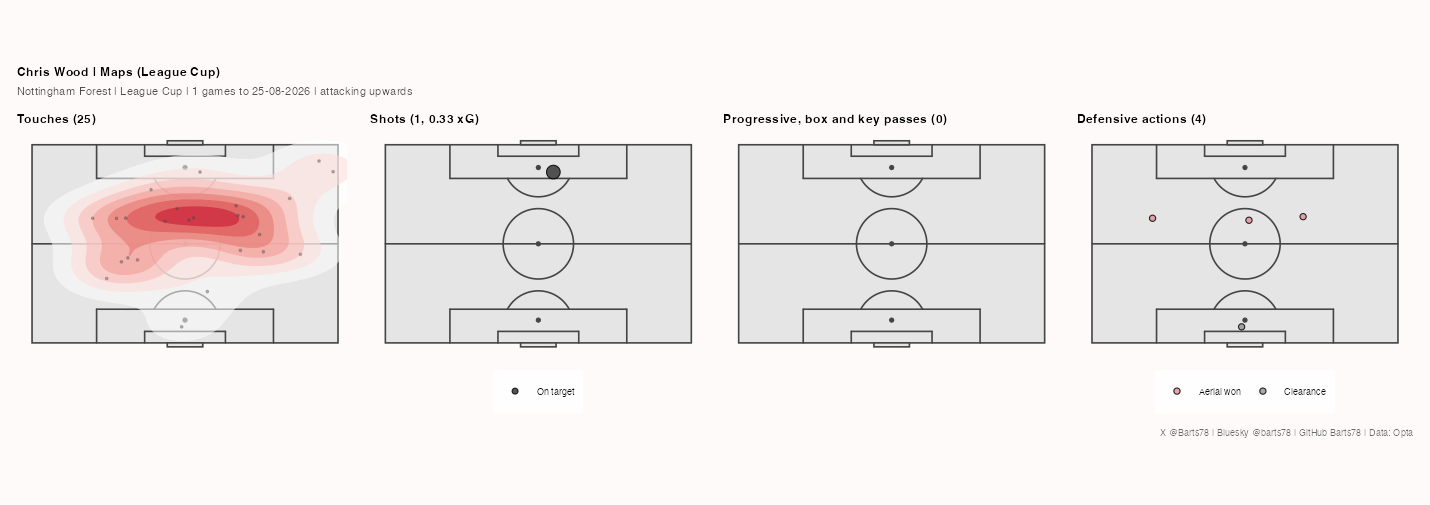 Chris Wood | Maps (League Cup)
Nottingham Forest | League Cup | 1 games to 25-08-2026 | attacking upwards
Touches (25)
Shots (1, 0.33 xG)
Progressive, box and key passes (0)
Defensive actions (4)
On target
Aerial won
Clearance
X @Barts78 | Bluesky @barts78 | GitHub Barts78 | Data: Opta